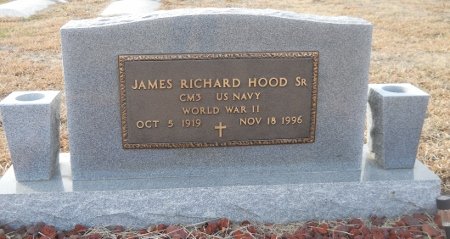 JAMES RICHARD HOOD SR
CM3 US NAVY
WORLD WAR II
OCT 5 1919 ✝ NOV 18 1996